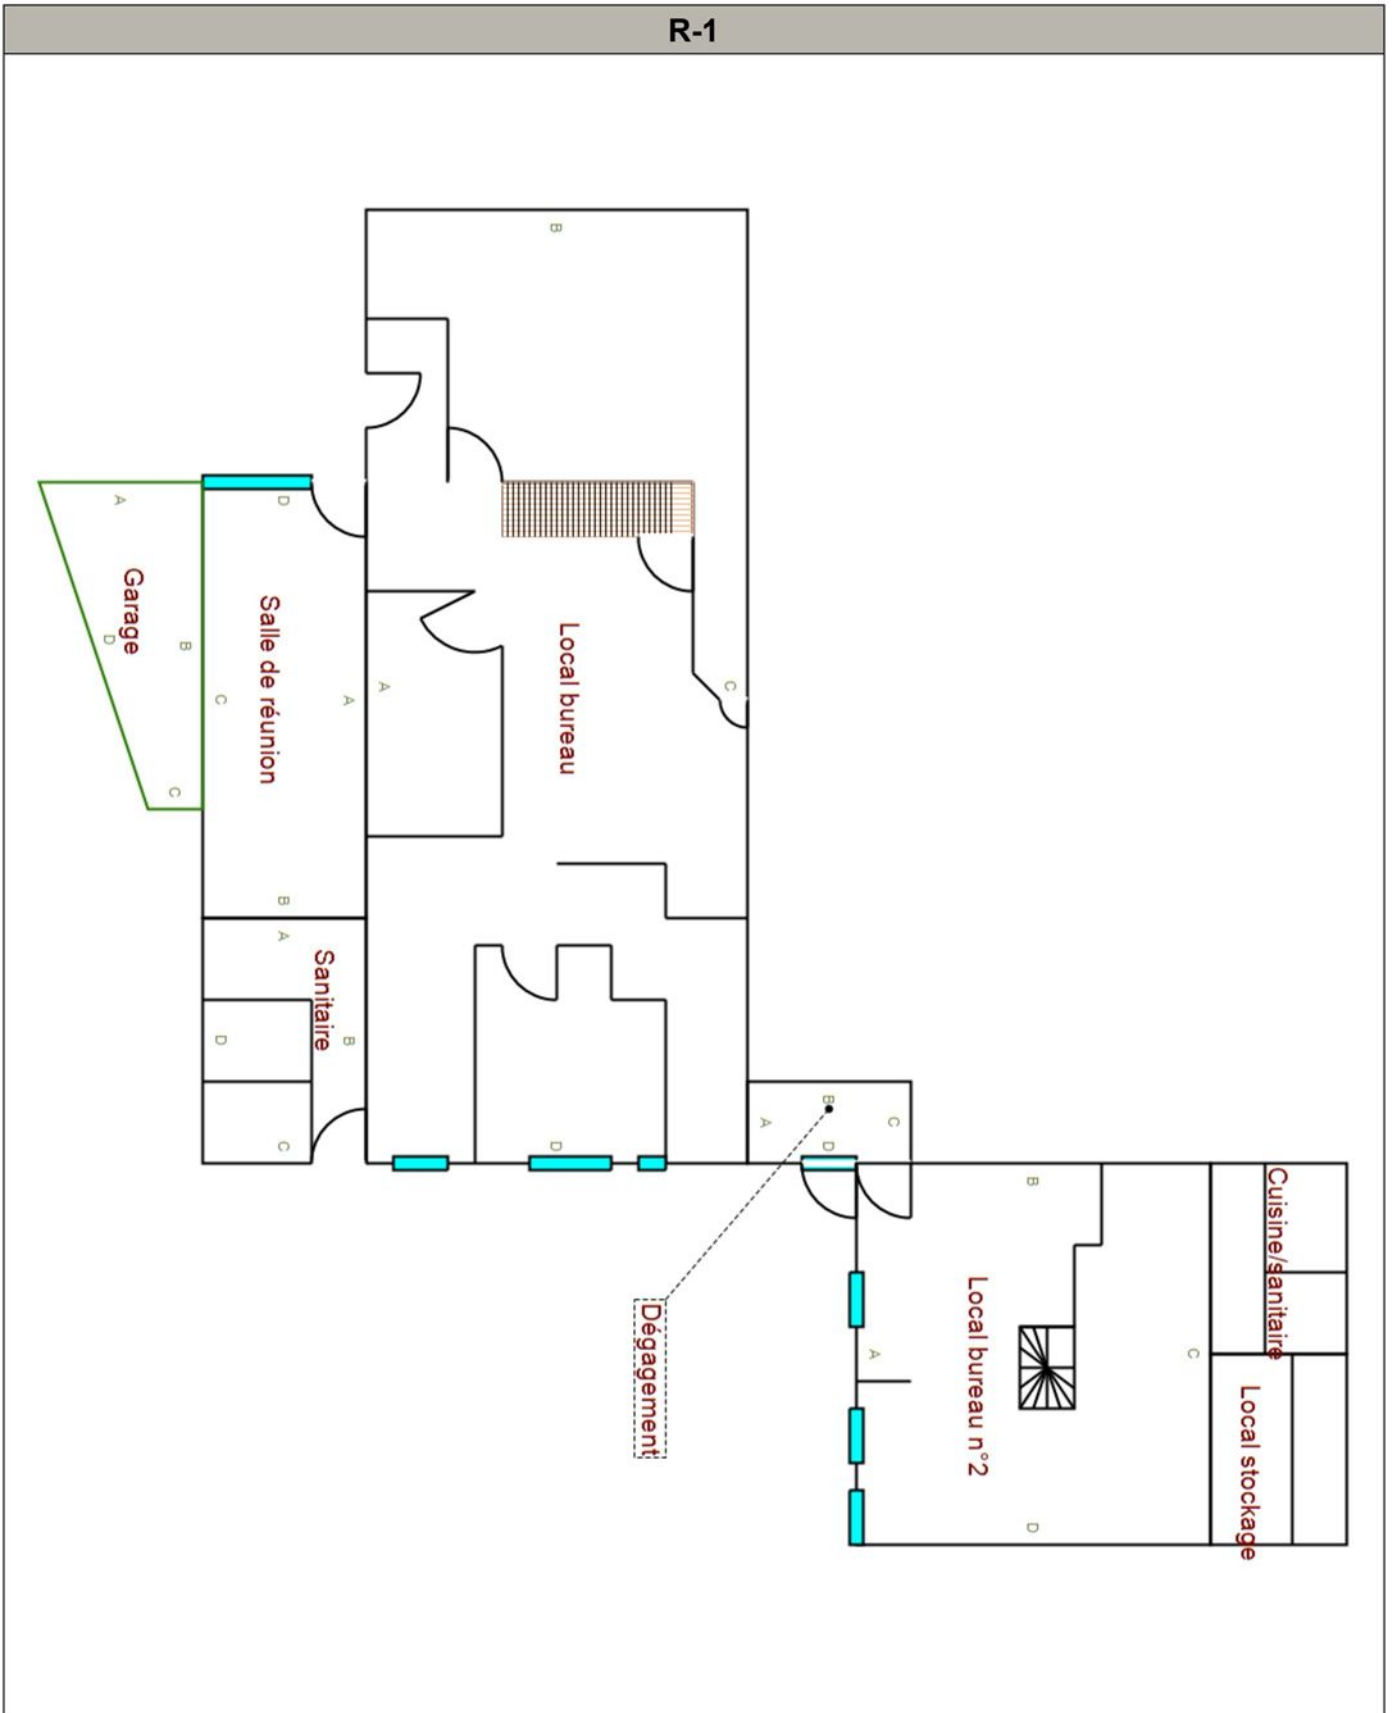 R-1
B
A
D
Garage
D
B
C
D
Salle de réunion
C
A
B
A
Local bureau
C
A
Sanitaire
D
B
C
D
A
B
C
D
Dégagement
B
A
Local bureau n°2
C
D
Cuisine/sanitaire
Local stockage